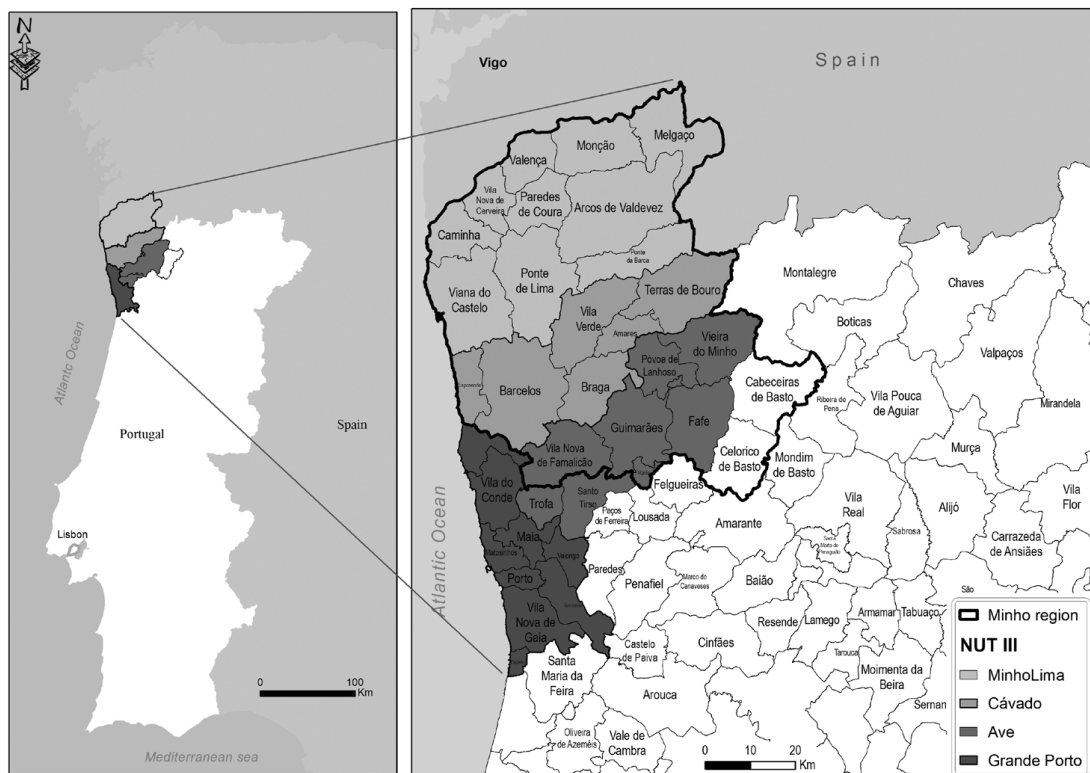 N
Atlantc Ocean
Portugal
Spain
Lisbon
0 100
Km
Mediterranean sea
Vigo
Spain
Melgaço
Monção
Valença
Vila
Nova de
Cerveira
Paredes
de Coura
Arcos de Valdevez
Caminha
Ponte
da Barca
Ponte
de Lima
Viana do
Castelo
Terras de Bouro
Vila
Verde
Amares
Vieira
do Minho
Póvoa de
Lanhoso
Barcelos
Braga
Cabeceiras
de Basto
Guimarães
Fafe
Celorico
de Basto
Vila Nova
de Famalicão
Montalegre
Chaves
Boticas
Valpaços
Ribeira de
Pena
Vila Pouca
de Aguiar
Mirandela
Mondim
de Basto
Murça
Vila do
Conde
Trofa
Santo
Tirso
Felgueiras
Paços
de Ferreira
Lousada
Amarante
Vila
Real
Sabrosa
Alijó
Vila
Flor
Carrazeda
de Ansiães
Maia
Matosinhos
Valongo
Porto
Paredes
Penafiel
Marco de
Canaveses
Baião
Vila
Nova de
Gaia
Atlantic Ocean
Castelo
de Paiva
Cinfães
Resende
Lamego
Armamar
Tabuaço
São
Tarouca
Moimenta da
Beira
Sernan
Santa
Maria da
Feira
Arouca
Oliveira
de Azeméis
Vale de
Cambra
0 10 20
Km
Minho region
NUT III
MinhoLima
Cávado
Ave
Grande Porto